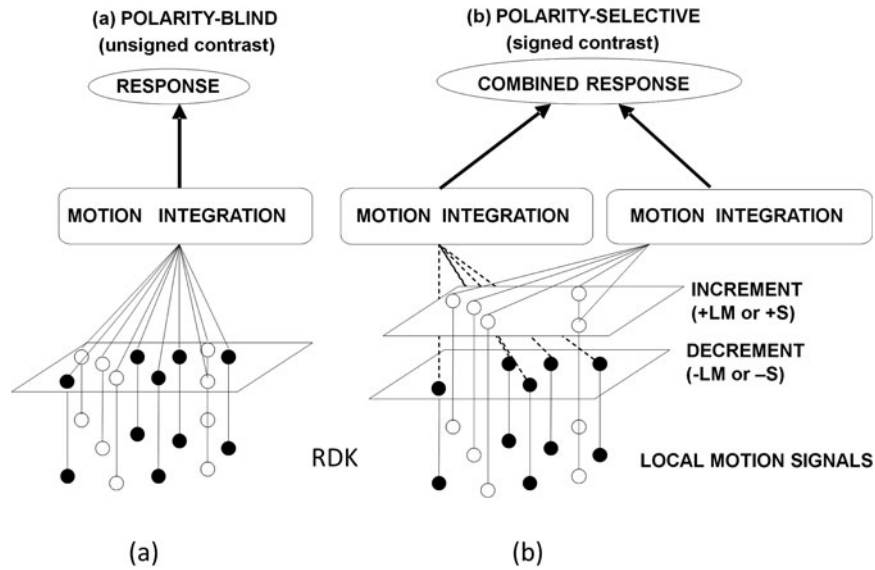 (a) POLARITY-BLIND
(unsigned contrast)
RESPONSE
MOTION INTEGRATION
(b) POLARITY-SELECTIVE
(signed contrast)
COMBINED RESPONSE
MOTION INTEGRATION
MOTION INTEGRATION
INCREMENT
(+LM or +S)
DECREMENT
(-LM or –S)
RDK
LOCAL MOTION SIGNALS
(a)
(b)